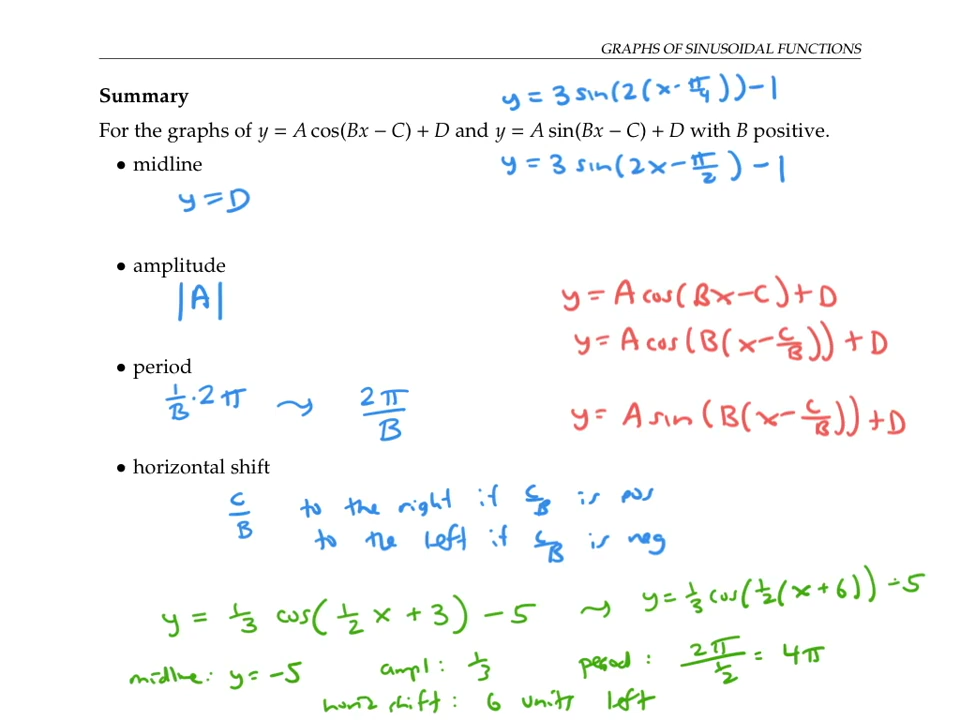 GRAPHS OF SINUSOIDAL FUNCTIONS
Summary
y = 3 sin(2(x - π/4)) - 1
For the graphs of y = A cos(Bx − C) + D and y = A sin(Bx − C) + D with B positive.
• midline
y = 3 sin(2x - π/2) - 1
y = D
• amplitude
|A|
y = A cos(Bx - C) + D
y = A cos(B(x - C/B)) + D
• period
1/B · 2π ⇝ 2π/B
y = A sin(B(x - C/B)) + D
• horizontal shift
C/B to the right if C/B is pos
to the left if C/B is neg
y = 1/3 cos(1/2 x + 3) - 5 ⇝ y = 1/3 cos(1/2(x + 6)) - 5
midline: y = -5 ampl: 1/3 period: 2π/(1/2) = 4π
horiz shift: 6 units left